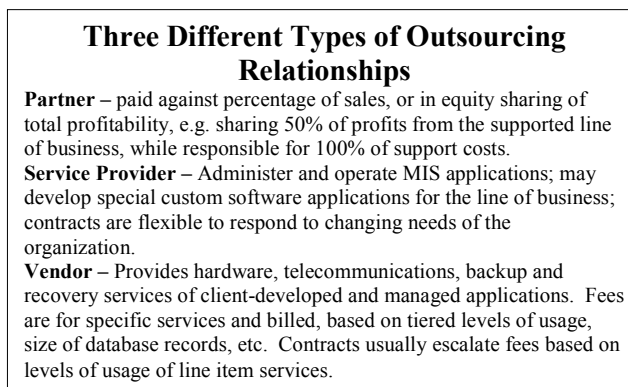 Three Different Types of Outsourcing
Relationships
Partner – paid against percentage of sales, or in equity sharing of
total profitability, e.g. sharing 50% of profits from the supported line
of business, while responsible for 100% of support costs.
Service Provider – Administer and operate MIS applications; may
develop special custom software applications for the line of business;
contracts are flexible to respond to changing needs of the
organization.
Vendor – Provides hardware, telecommunications, backup and
recovery services of client-developed and managed applications.  Fees
are for specific services and billed, based on tiered levels of usage,
size of database records, etc.  Contracts usually escalate fees based on
levels of usage of line item services.